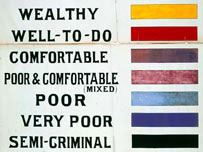 WEALTHY
WELL-TO-DO
COMFORTABLE
POOR & COMFORTABLE
(MIXED)
POOR
VERY POOR
SEMI-CRIMINAL